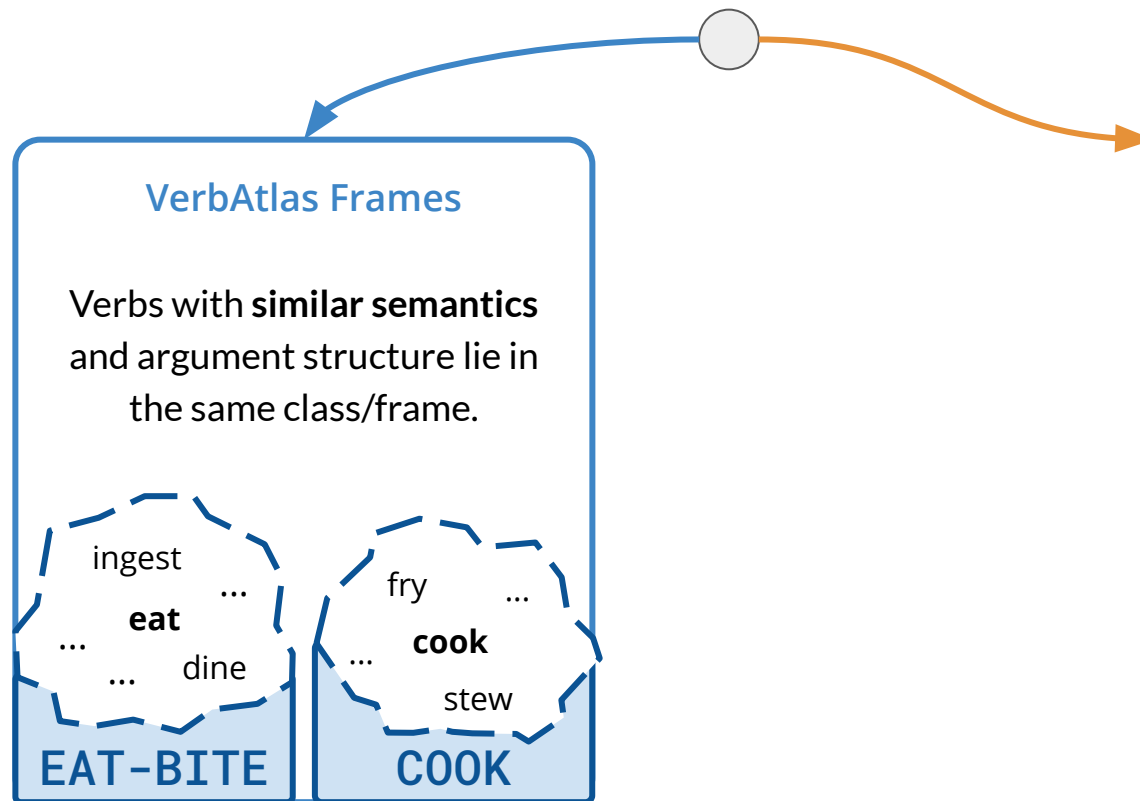 VerbAtlas Frames
Verbs with similar semantics
and argument structure lie in
the same class/frame.
ingest
...
eat
...
dine
...
EAT-BITE
fry
...
cook
...
stew
COOK